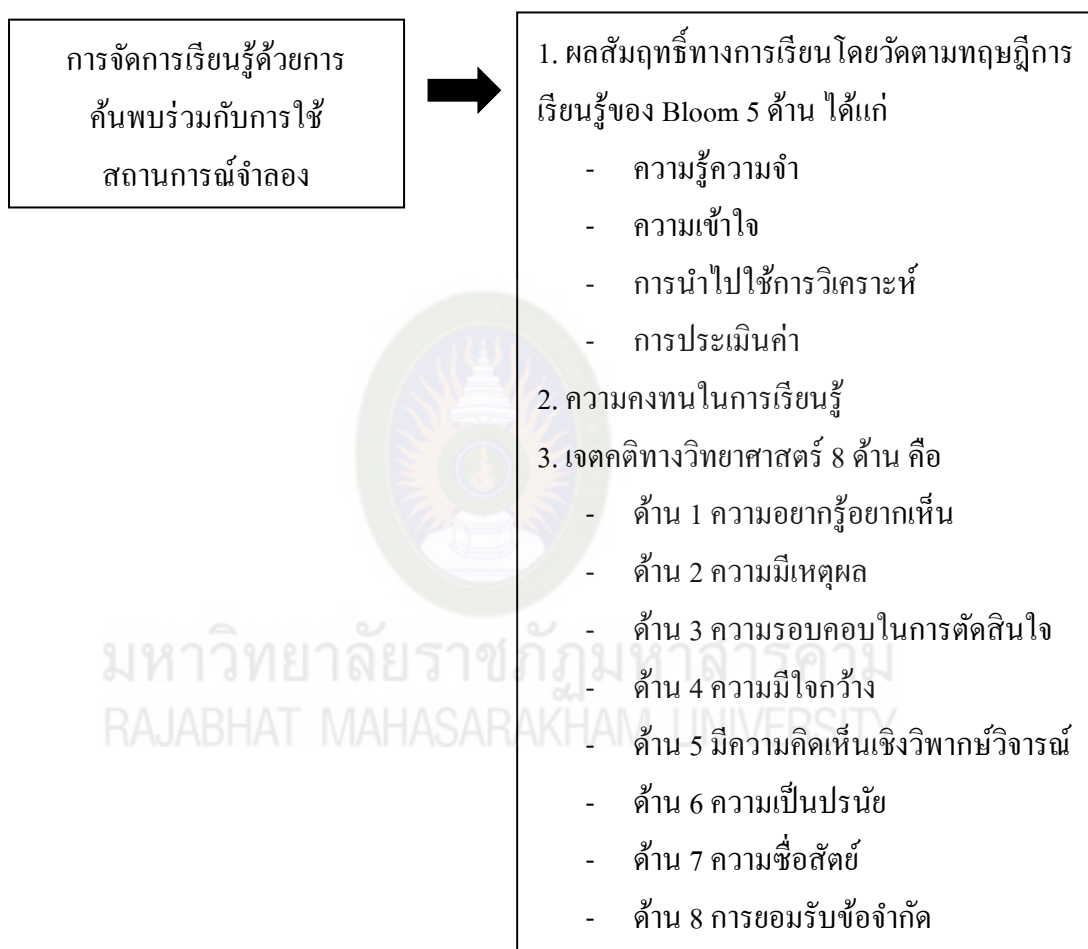 การจัดการเรียนรู้ด้วยการ
ค้นพบร่วมกับการใช้
สถานการณ์จำลอง
1. ผลสัมฤทธิ์ทางการเรียนโดยวัดตามทฤษฎีการ
เรียนรู้ของ Bloom 5 ด้าน ได้แก่
- ความรู้ความจำ
- ความเข้าใจ
- การนำไปใช้การวิเคราะห์
- การประเมินค่า
2. ความคงทนในการเรียนรู้
3. เจตคติทางวิทยาศาสตร์ 8 ด้าน คือ
- ด้าน 1 ความอยากรู้อยากเห็น
- ด้าน 2 ความมีเหตุผล
- ด้าน 3 ความรอบคอบในการตัดสินใจ
- ด้าน 4 ความมีใจกว้าง
- ด้าน 5 มีความคิดเห็นเชิงวิพากษ์วิจารณ์
- ด้าน 6 ความเป็นปรนัย
- ด้าน 7 ความซื่อสัตย์
- ด้าน 8 การยอมรับข้อจำกัด
มหาวิทยาลัยราชภัฏมหาสารคาม
RAJABHAT MAHASARAKHAM UNIVERSITY